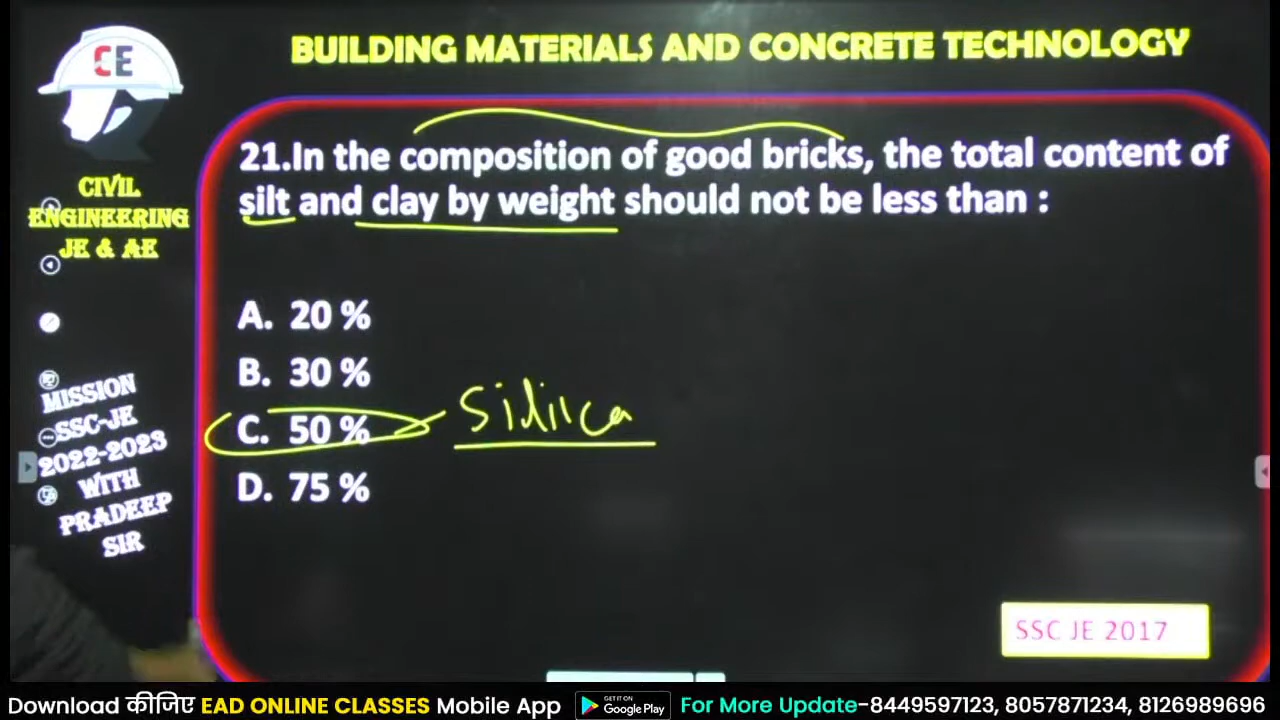 CE
BUILDING MATERIALS AND CONCRETE TECHNOLOGY
21.In the composition of good bricks, the total content of
silt and clay by weight should not be less than :
CIVIL
ENGINEERING
JE & AE
A. 20 %
B. 30 %
C. 50 %
Silica
D. 75 %
MISSION
SSC-JE
2022-2023
WITH
PRADEEP
SIR
SSC JE 2017
Download कीजिए EAD ONLINE CLASSES Mobile App GET IT ON Google Play For More Update-8449597123, 8057871234, 8126989696